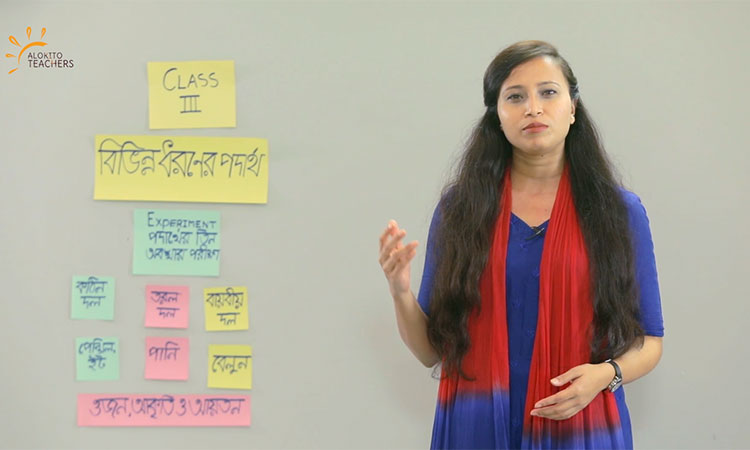 ALOKITO
TEACHERS
CLASS
III
বিভিন্ন ধরনের পদার্থ
EXPERIMENT
পদার্থের তিন
অবস্থার পরীক্ষা
কঠিন
দল
তরল
দল
বায়বীয়
দল
পেন্সিল,
ইট
পানি
বেলুন
ওজন, আকৃতি ও আয়তন